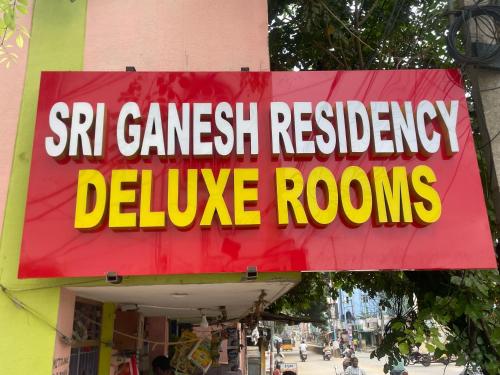 SRI GANESH RESIDENCY
DELUXE ROOMS